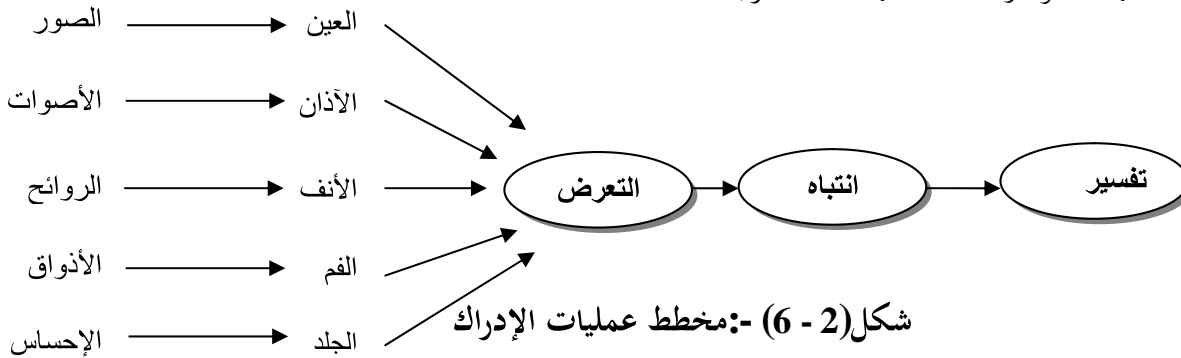 الصور العين
الأصوات الآذان
الروائح الأنف التعرض انتباه تفسير
الأذواق الفم
الإحساس الجلد
شكل(2 - 6) -:مخطط عمليات الإدراك